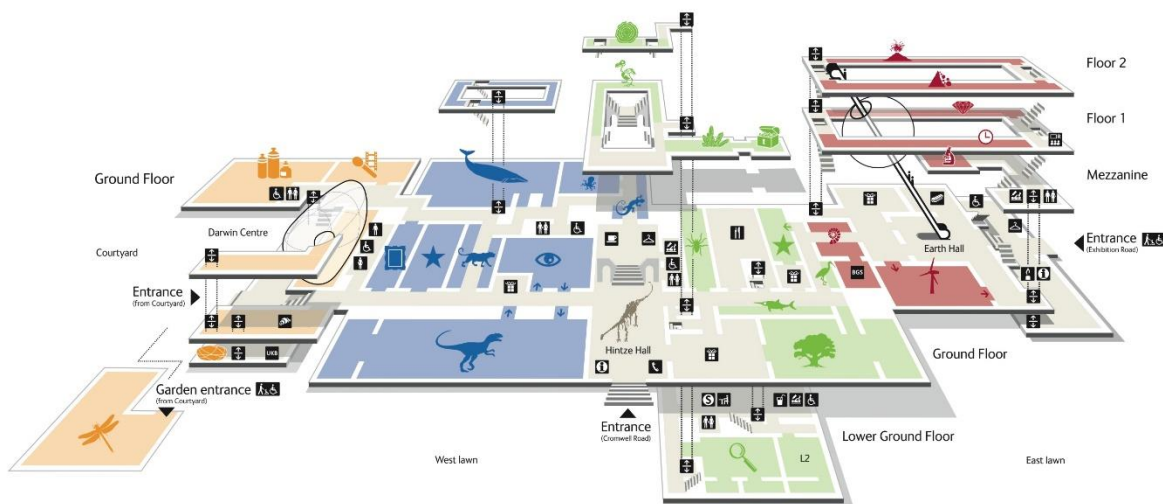 Floor 2
Floor 1
Mezzanine
Ground Floor
Darwin Centre
Courtyard
Entrance
(from Courtyard)
Earth Hall
Entrance
(Exhibition Road)
BGS
Hintze Hall
UKB
Ground Floor
Garden entrance
(from Courtyard)
Entrance
(Cromwell Road)
Lower Ground Floor
West lawn
L2
East lawn